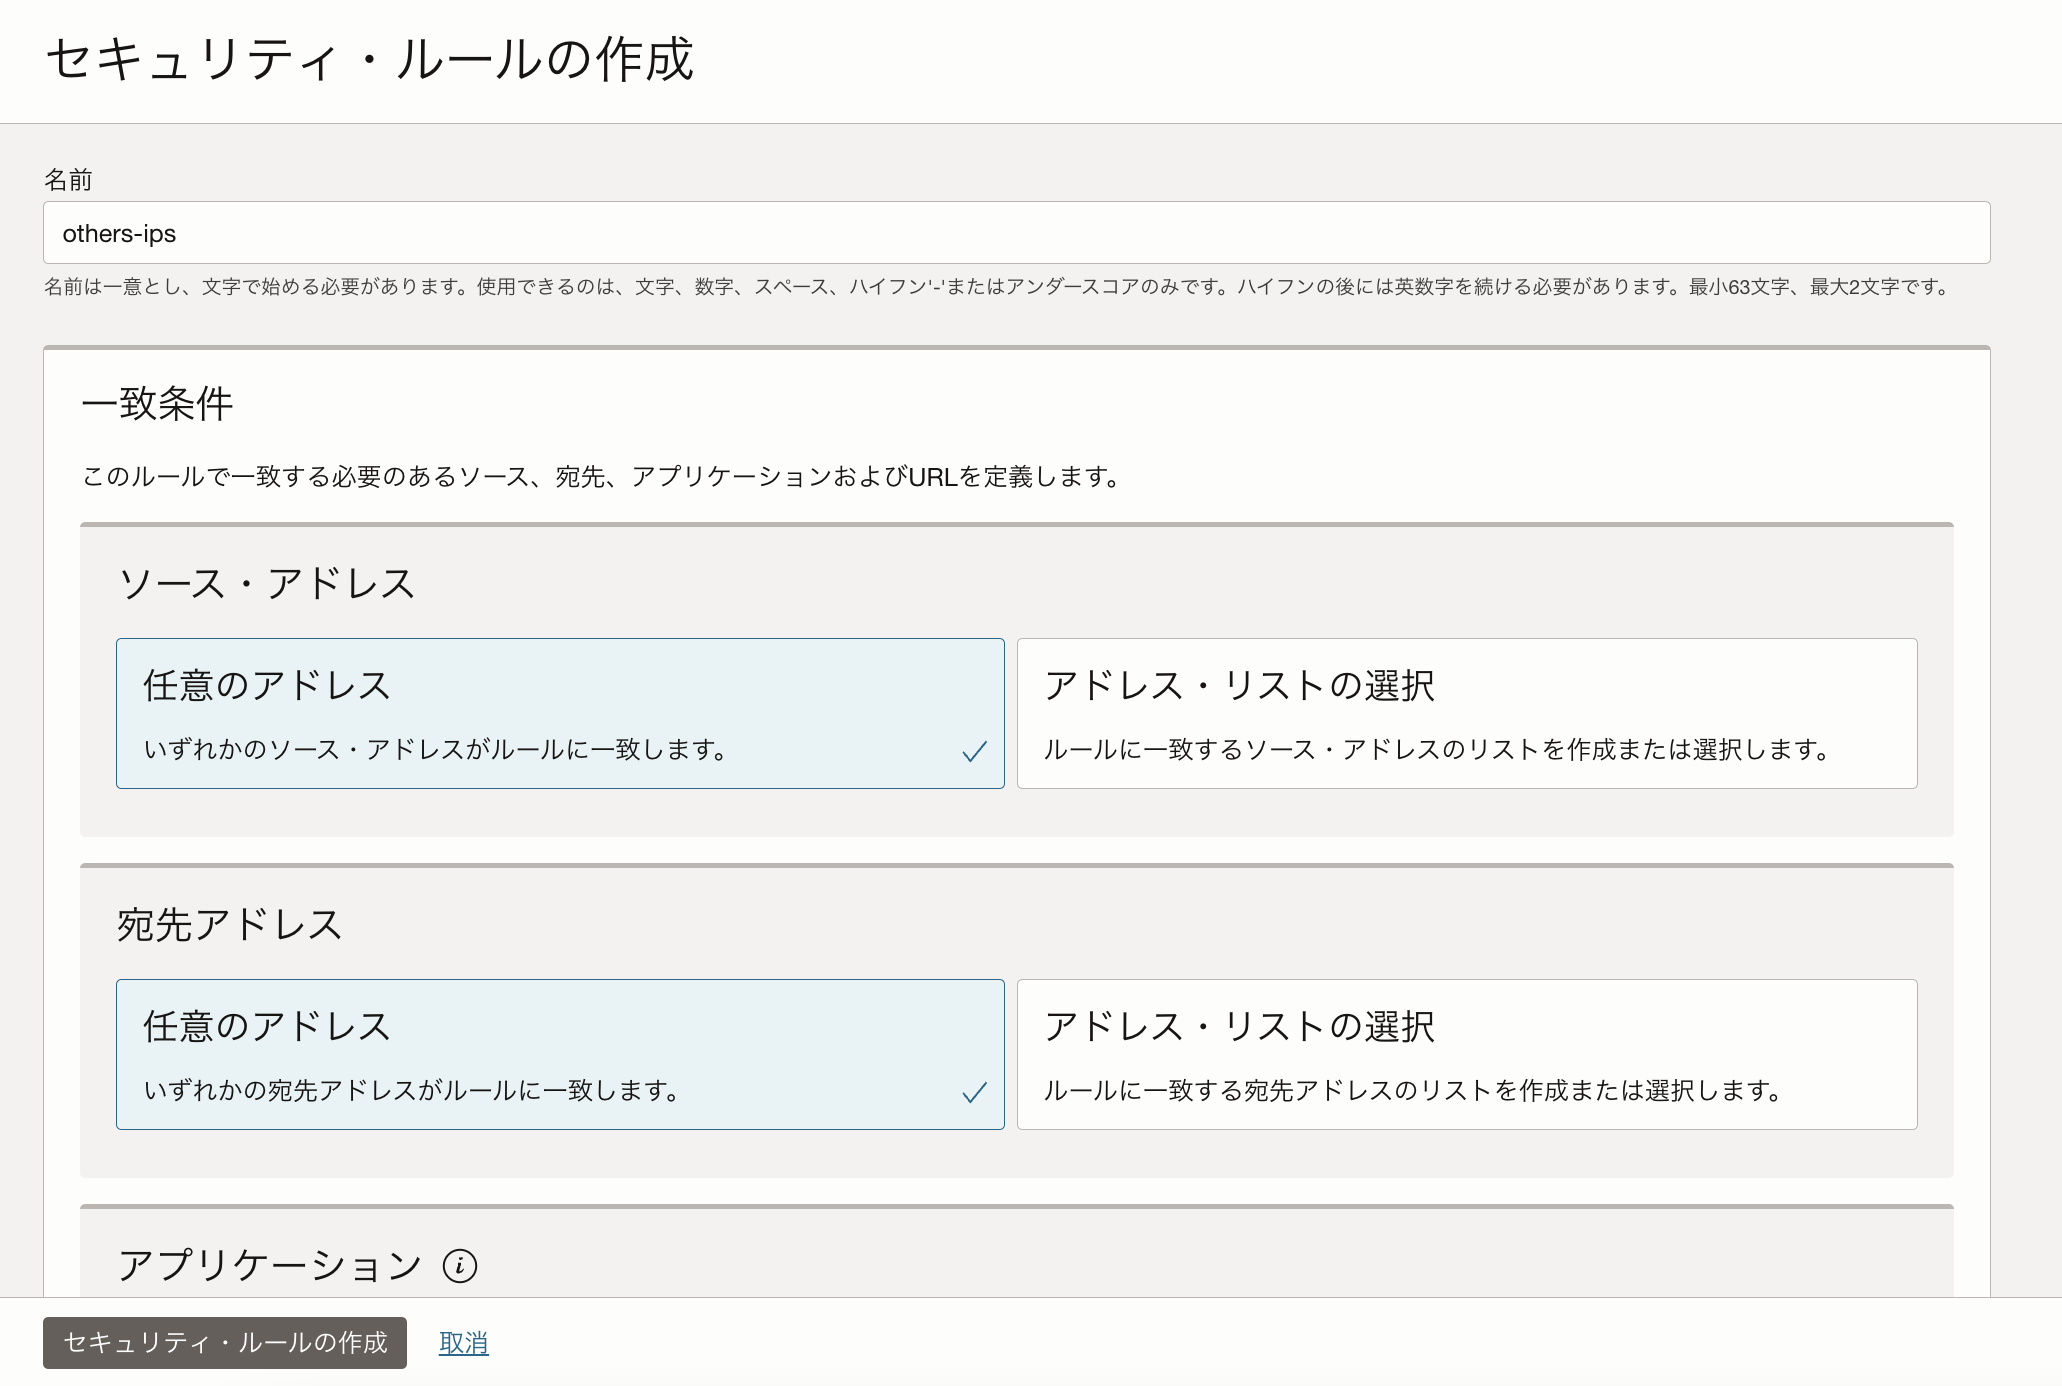 セキュリティ・ルールの作成
名前
others-ips
名前は一意とし、文字で始める必要があります。使用できるのは、文字、数字、スペース、ハイフン'-'またはアンダースコアのみです。ハイフンの後には英数字を続ける必要があります。最小63文字、最大2文字です。
一致条件
このルールで一致する必要のあるソース、宛先、アプリケーションおよびURLを定義します。
ソース・アドレス
任意のアドレス
いずれかのソース・アドレスがルールに一致します。
アドレス・リストの選択
ルールに一致するソース・アドレスのリストを作成または選択します。
宛先アドレス
任意のアドレス
いずれかの宛先アドレスがルールに一致します。
アドレス・リストの選択
ルールに一致する宛先アドレスのリストを作成または選択します。
アプリケーション i
セキュリティ・ルールの作成 取消